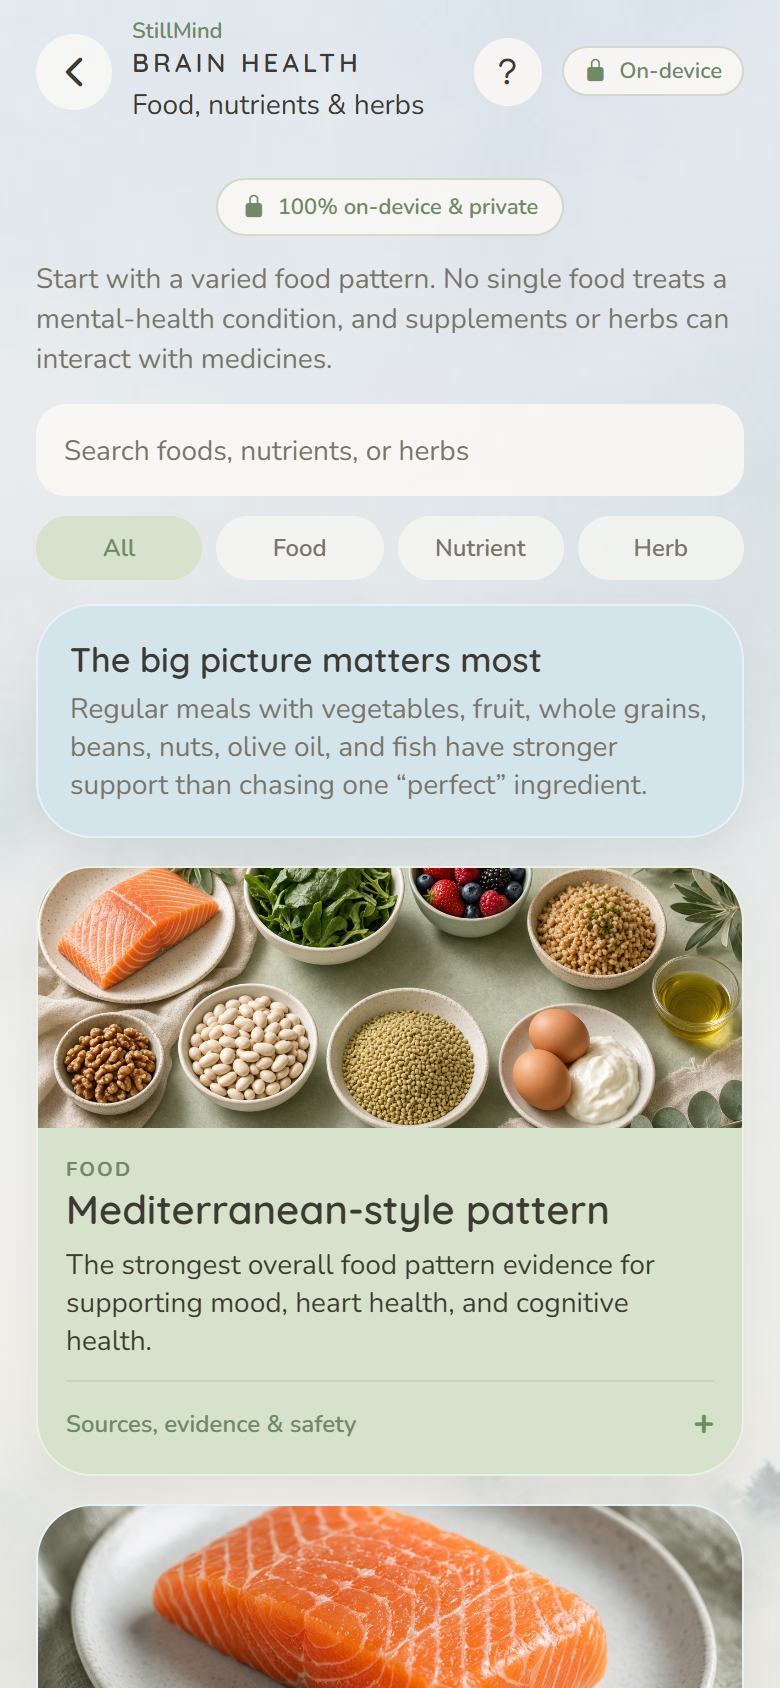 StillMind
BRAIN HEALTH
Food, nutrients & herbs
?
On-device
100% on-device & private
Start with a varied food pattern. No single food treats a
mental-health condition, and supplements or herbs can
interact with medicines.
Search foods, nutrients, or herbs
All
Food
Nutrient
Herb
The big picture matters most
Regular meals with vegetables, fruit, whole grains,
beans, nuts, olive oil, and fish have stronger
support than chasing one “perfect” ingredient.
FOOD
Mediterranean-style pattern
The strongest overall food pattern evidence for
supporting mood, heart health, and cognitive
health.
Sources, evidence & safety
+